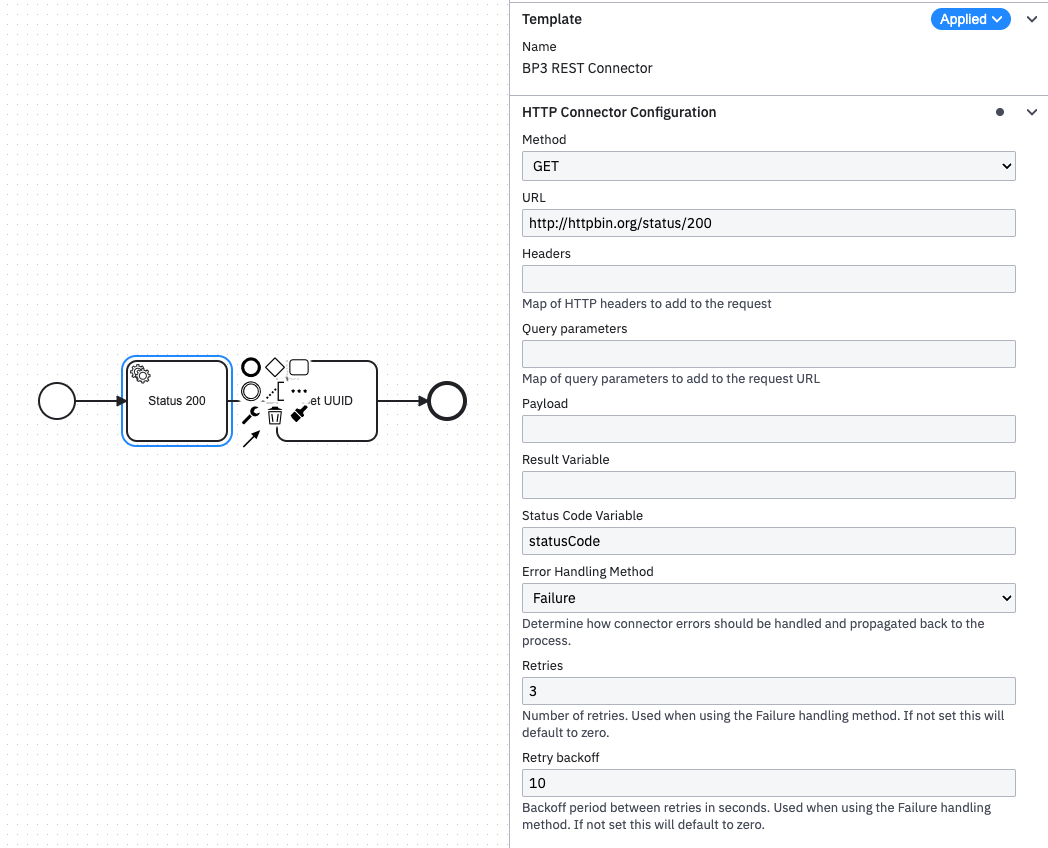 Template
Applied
Name
BP3 REST Connector
HTTP Connector Configuration
Method
GET
URL
http://httpbin.org/status/200
Headers
Map of HTTP headers to add to the request
Query parameters
Map of query parameters to add to the request URL
Payload
Result Variable
Status Code Variable
statusCode
Error Handling Method
Failure
Determine how connector errors should be handled and propagated back to the
process.
Retries
3
Number of retries. Used when using the Failure handling method. If not set this will
default to zero.
Retry backoff
10
Backoff period between retries in seconds. Used when using the Failure handling
method. If not set this will default to zero.
Status 200
et UUID